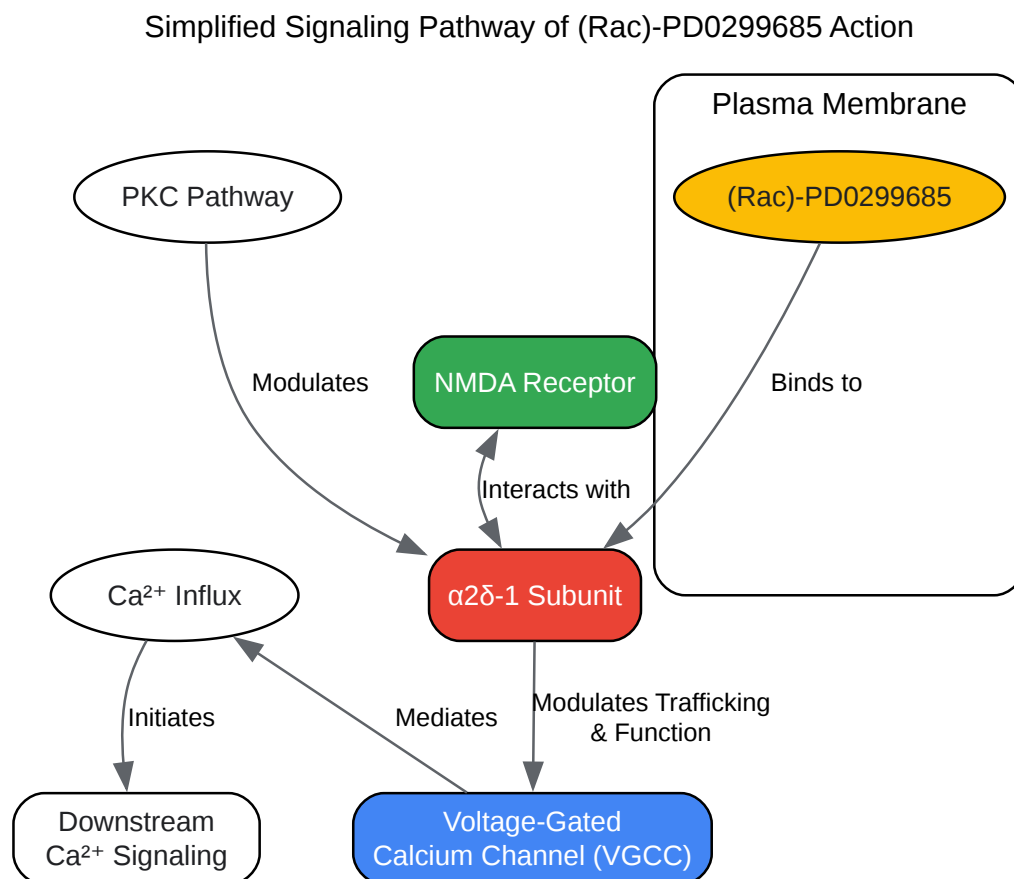 Simplified Signaling Pathway of (Rac)-PD0299685 Action
Plasma Membrane
PKC Pathway
(Rac)-PD0299685
Modulates
NMDA Receptor
Binds to
Interacts with
Ca²⁺ Influx
α2δ-1 Subunit
Initiates
Mediates
Modulates Trafficking
& Function
Downstream
Ca²⁺ Signaling
Voltage-Gated
Calcium Channel (VGCC)